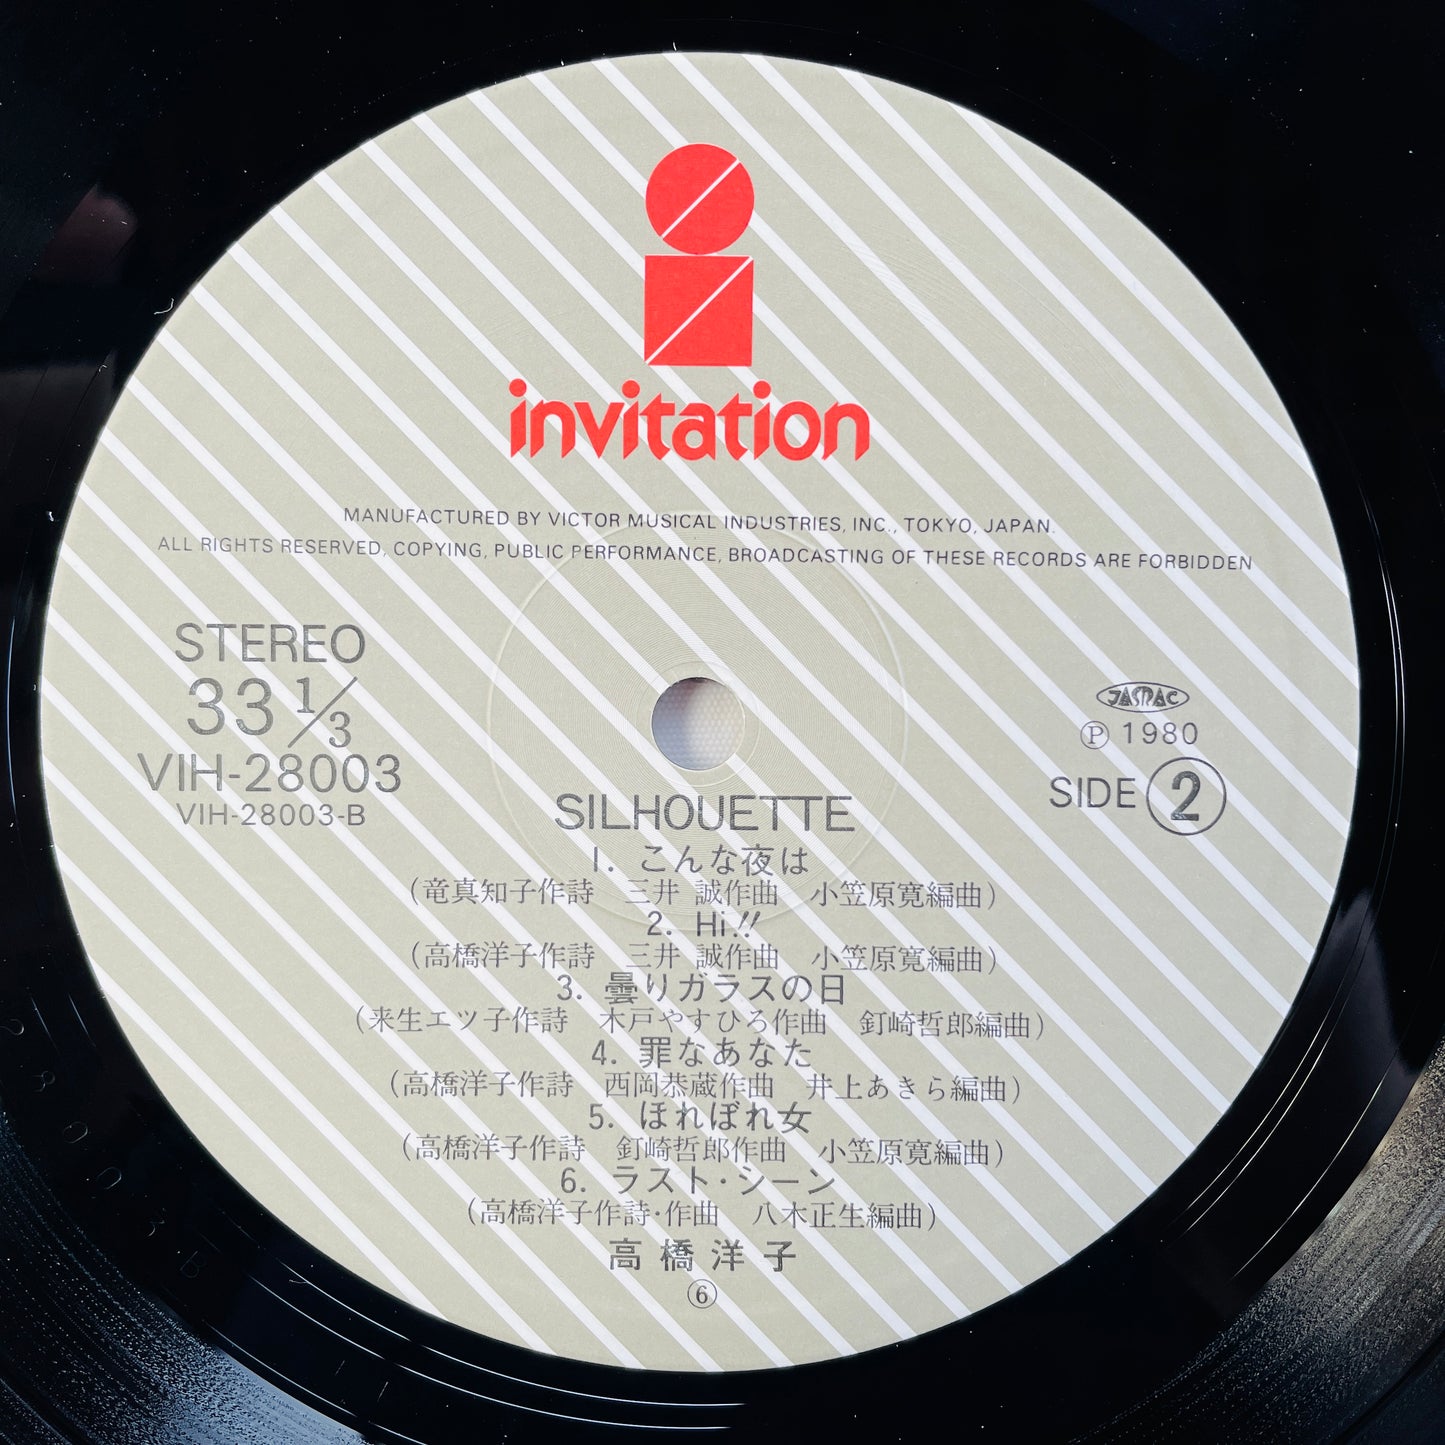 invitation
MANUFACTURED BY VICTOR MUSICAL INDUSTRIES, INC., TOKYO, JAPAN.
ALL RIGHTS RESERVED, COPYING, PUBLIC PERFORMANCE, BROADCASTING OF THESE RECORDS ARE FORBIDDEN
STEREO
33 1/3
VIH-28003
VIH-28003-B
JASRAC
Ⓟ 1980
SIDE ②
SILHOUETTE
1. こんな夜は
(竜真知子作詩 三井 誠作曲 小笠原寛編曲)
2. Hi!!
(高橋洋子作詩 三井 誠作曲 小笠原寛編曲)
3. 曇りガラスの日
(来生エツ子作詩 木戸やすひろ作曲 釘崎哲郎編曲)
4. 罪なあなた
(高橋洋子作詩 西岡恭蔵作曲 井上あきら編曲)
5. ほれぼれ女
(高橋洋子作詩 釘崎哲郎作曲 小笠原寛編曲)
6. ラスト・シーン
(高橋洋子作詩・作曲 八木正生編曲)
高橋洋子
⑥